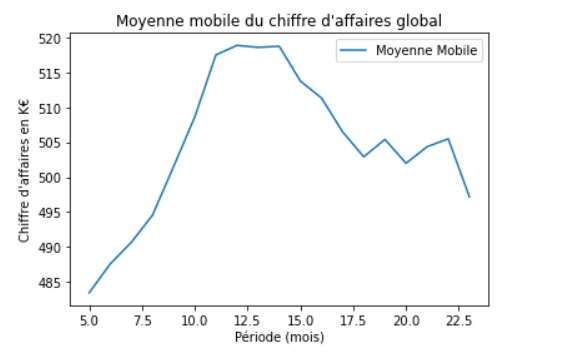 Moyenne mobile du chiffre d'affaires global
Moyenne Mobile
Chiffre d'affaires en K€
520
515
510
505
500
495
490
485
5.0 7.5 10.0 12.5 15.0 17.5 20.0 22.5
Période (mois)